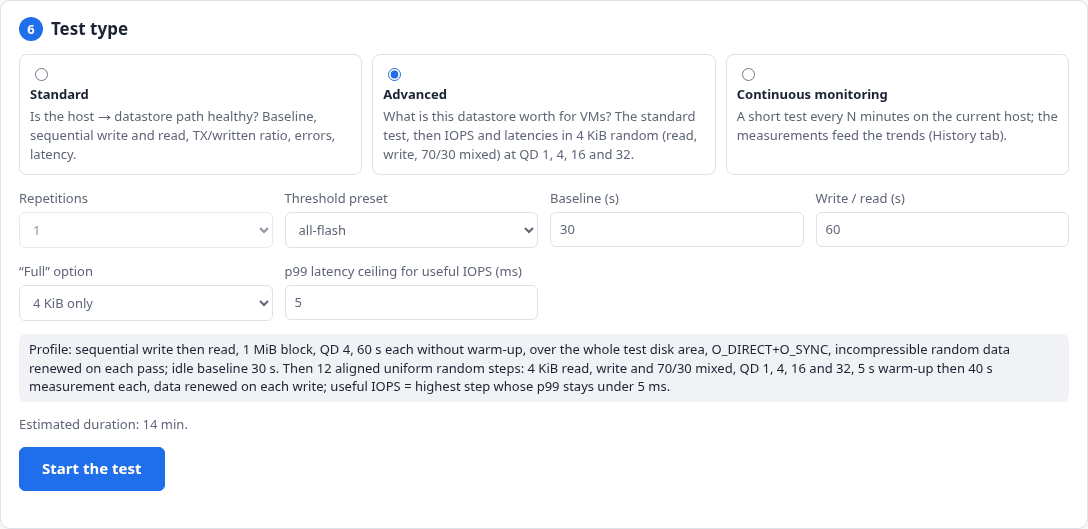 6 Test type
Standard
Is the host → datastore path healthy? Baseline,
sequential write and read, TX/written ratio, errors,
latency.
Advanced
What is this datastore worth for VMs? The standard
test, then IOPS and latencies in 4 KiB random (read,
write, 70/30 mixed) at QD 1, 4, 16 and 32.
Continuous monitoring
A short test every N minutes on the current host; the
measurements feed the trends (History tab).
Repetitions
1
Threshold preset
all-flash
Baseline (s)
30
Write / read (s)
60
“Full” option
4 KiB only
p99 latency ceiling for useful IOPS (ms)
5
Profile: sequential write then read, 1 MiB block, QD 4, 60 s each without warm-up, over the whole test disk area, O_DIRECT+O_SYNC, incompressible random data
renewed on each pass; idle baseline 30 s. Then 12 aligned uniform random steps: 4 KiB read, write and 70/30 mixed, QD 1, 4, 16 and 32, 5 s warm-up then 40 s
measurement each, data renewed on each write; useful IOPS = highest step whose p99 stays under 5 ms.
Estimated duration: 14 min.
Start the test